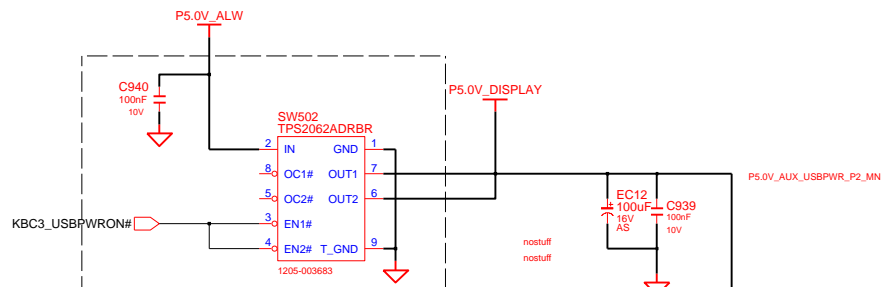 P5.0V_ALW
C940
100nF
10V
P5.0V_DISPLAY
SW502
TPS2062ADRBR
2 IN GND 1
8 OC1# OUT1 7
5 OC2# OUT2 6
3 EN1#
4 EN2# T_GND 9
1205-003683
KBC3_USBPWRON#
P5.0V_AUX_USBPWR_P2_MN
EC12
100uF
16V
AS
C939
100nF
10V
nostuff
nostuff